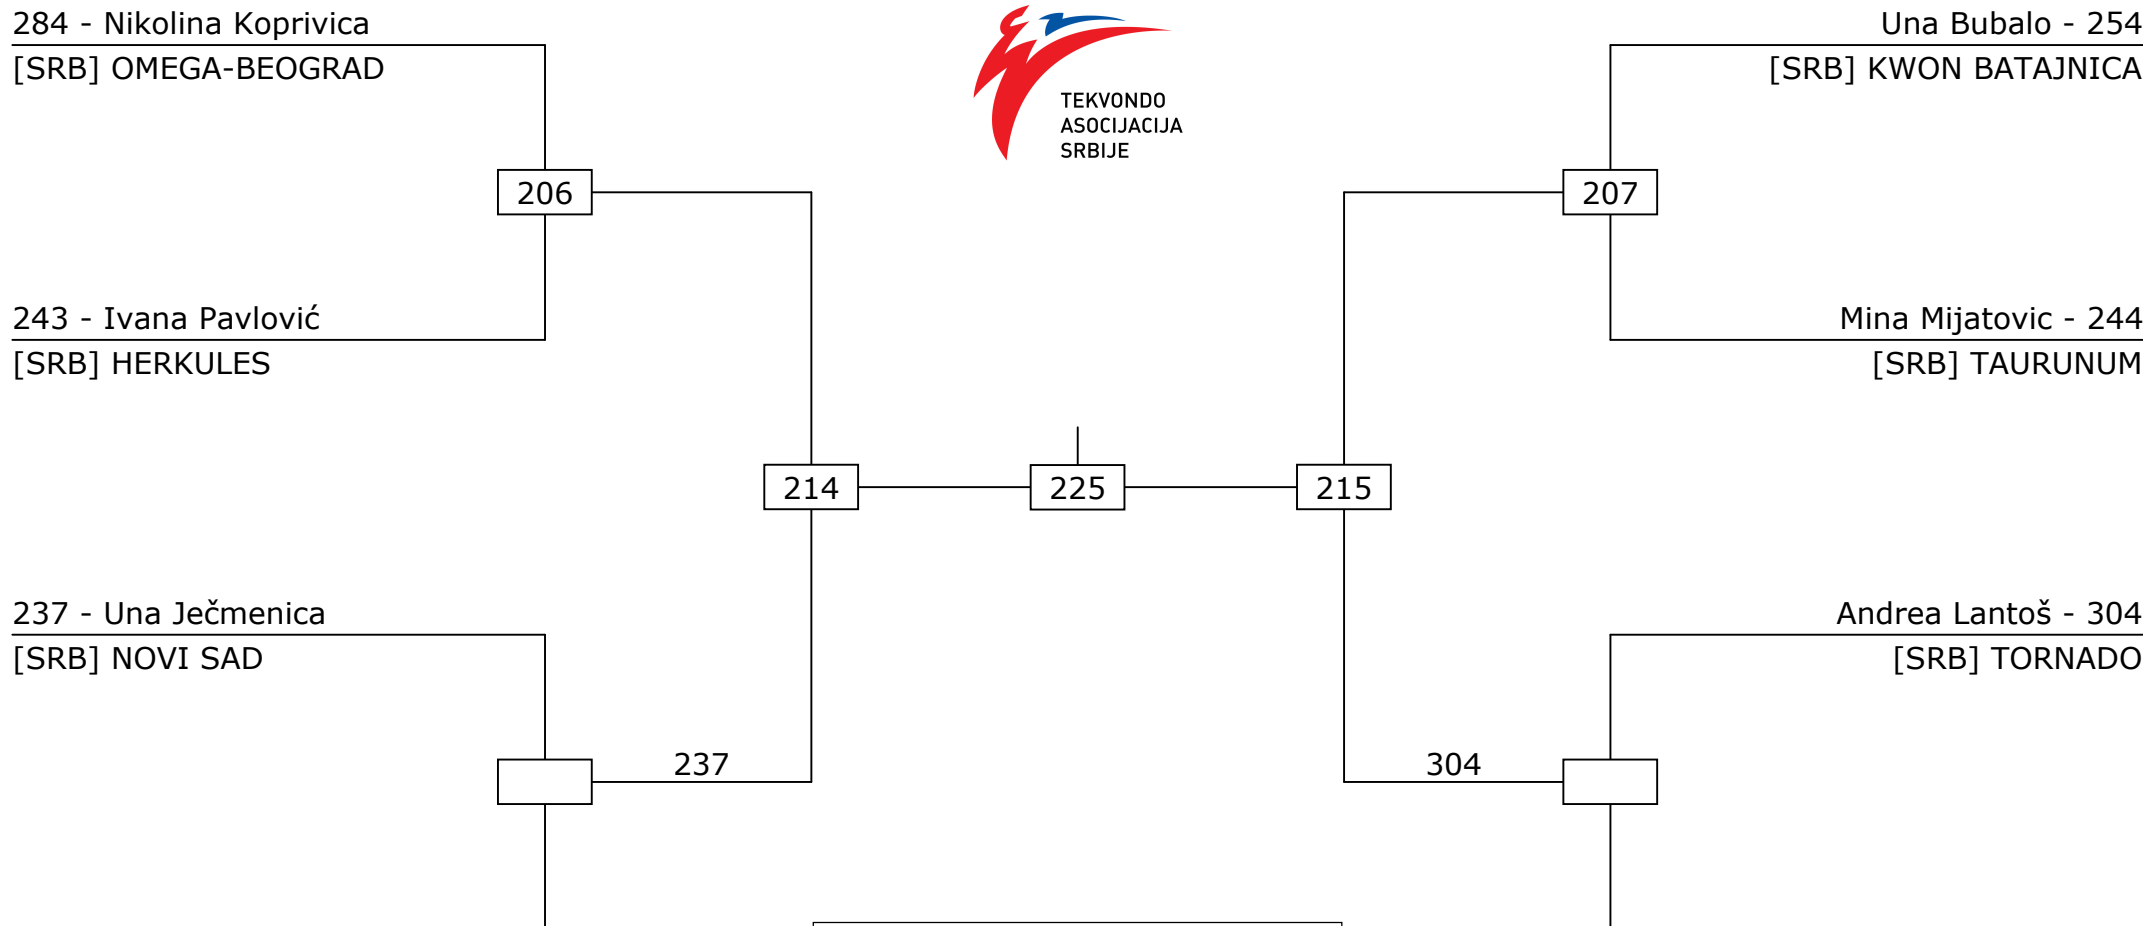 284 - Nikolina Koprivica
[SRB] OMEGA-BEOGRAD
TEKVONDO
ASOCIJACIJA
SRBIJE
Una Bubalo - 254
[SRB] KWON BATAJNICA
206
207
243 - Ivana Pavlović
[SRB] HERKULES
Mina Mijatovic - 244
[SRB] TAURUNUM
214
225
215
237 - Una Ječmenica
[SRB] NOVI SAD
Andrea Lantoš - 304
[SRB] TORNADO
237
304